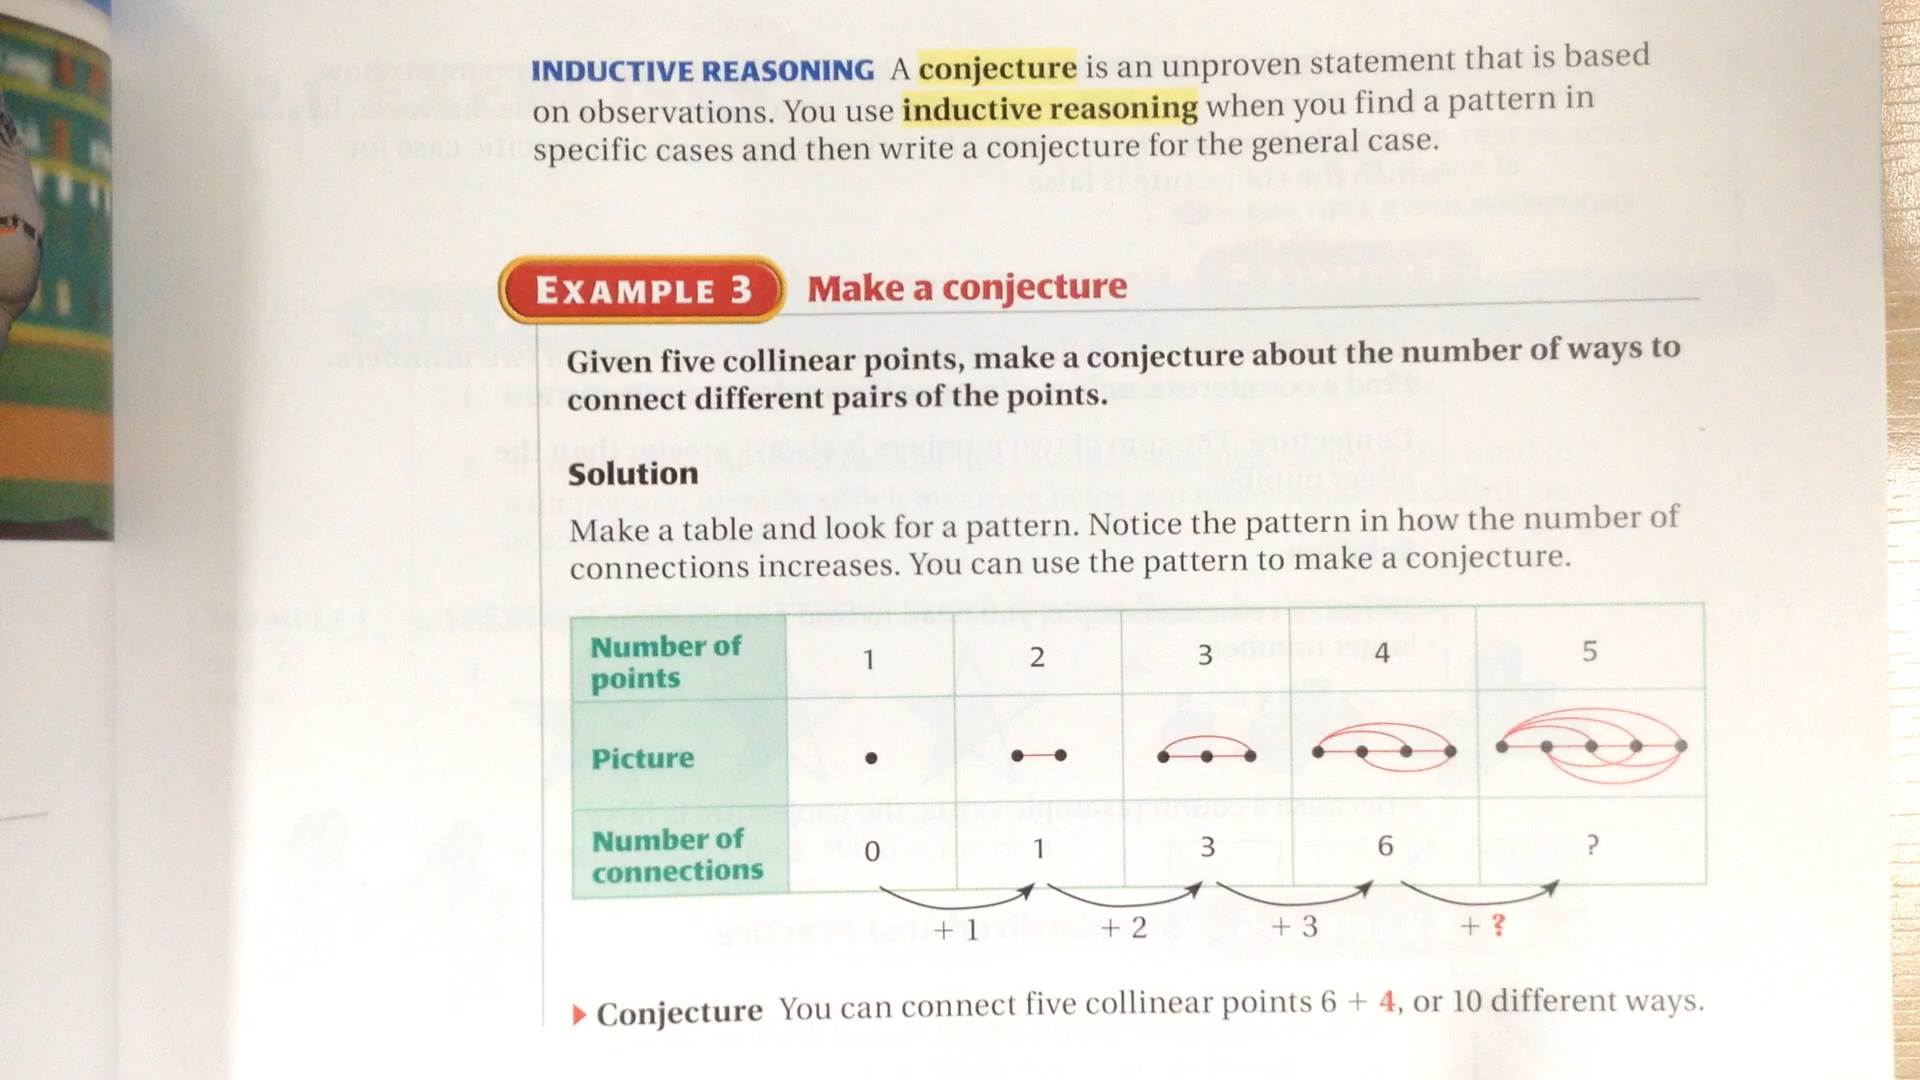 INDUCTIVE REASONING A conjecture is an unproven statement that is based
on observations. You use inductive reasoning when you find a pattern in
specific cases and then write a conjecture for the general case.
EXAMPLE 3 Make a conjecture
Given five collinear points, make a conjecture about the number of ways to
connect different pairs of the points.
Solution
Make a table and look for a pattern. Notice the pattern in how the number of
connections increases. You can use the pattern to make a conjecture.
Number of
points
1 2 3 4 5
Picture
Number of
connections
0 1 3 6 ?
+ 1 + 2 + 3 + ?
Conjecture You can connect five collinear points 6 + 4, or 10 different ways.